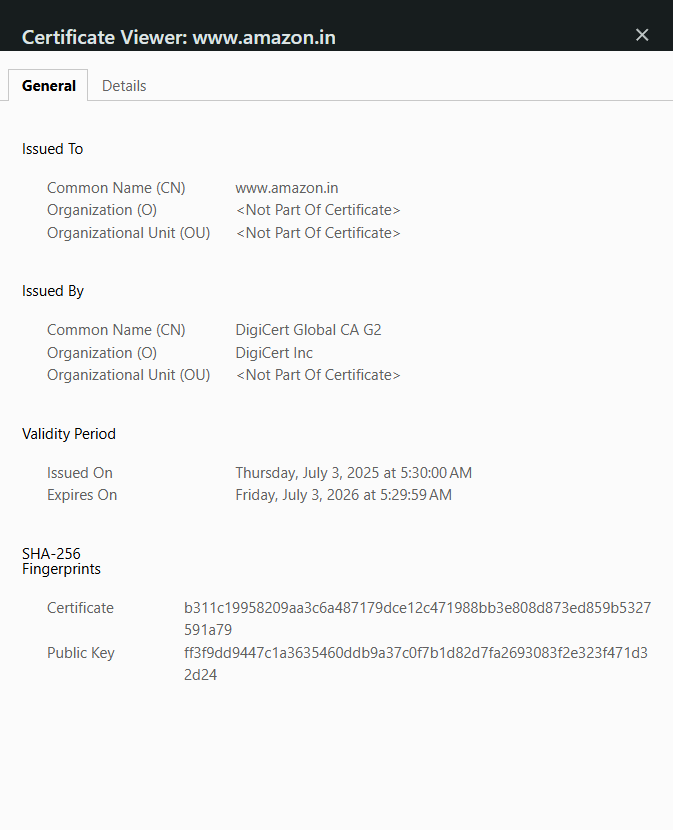 Certificate Viewer: www.amazon.in
General Details
Issued To
Common Name (CN) www.amazon.in
Organization (O) <Not Part Of Certificate>
Organizational Unit (OU) <Not Part Of Certificate>
Issued By
Common Name (CN) DigiCert Global CA G2
Organization (O) DigiCert Inc
Organizational Unit (OU) <Not Part Of Certificate>
Validity Period
Issued On Thursday, July 3, 2025 at 5:30:00 AM
Expires On Friday, July 3, 2026 at 5:29:59 AM
SHA-256
Fingerprints
Certificate b311c19958209aa3c6a487179dce12c471988bb3e808d873ed859b5327
591a79
Public Key ff3f9dd9447c1a3635460ddb9a37c0f7b1d82d7fa2693083f2e323f471d3
2d24